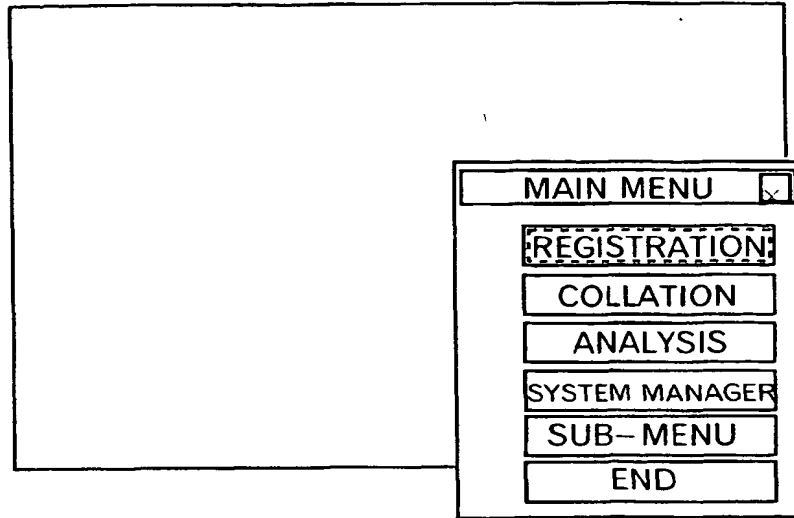 MAIN MENU
REGISTRATION
COLLATION
ANALYSIS
SYSTEM MANAGER
SUB-MENU
END